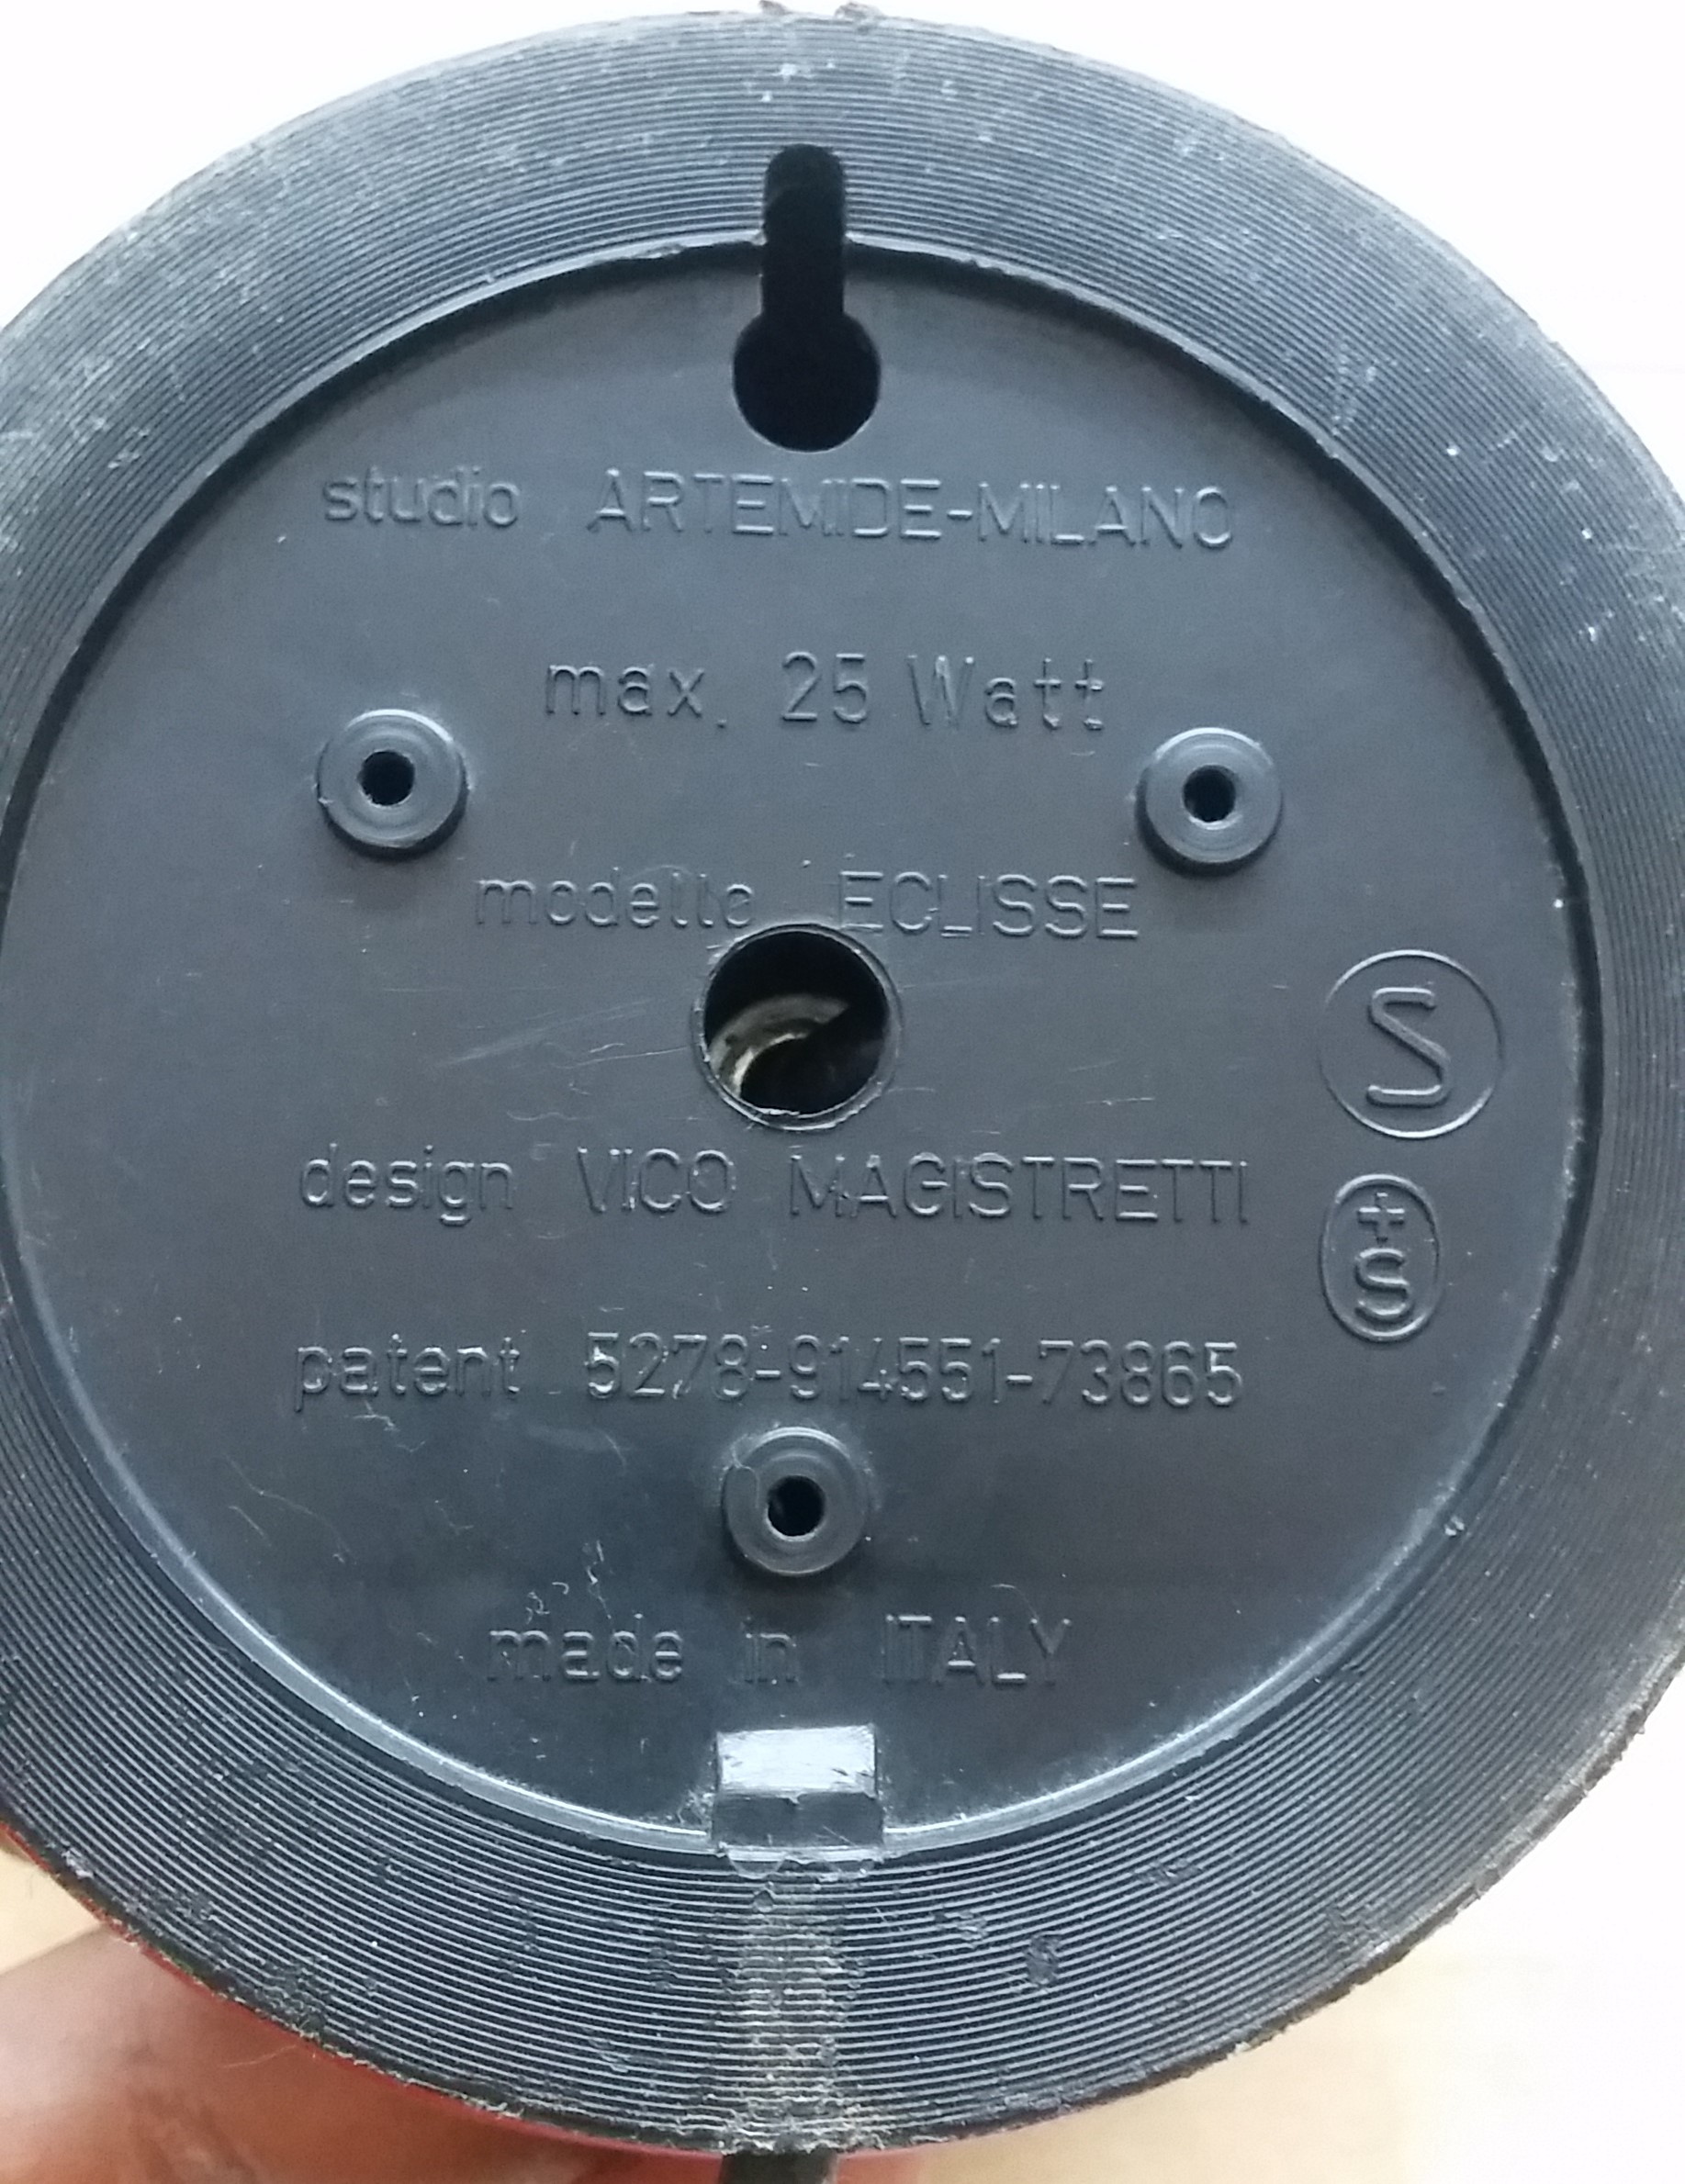 studio ARTEMIDE-MILANO
max. 25 Watt
modello ECLISSE
S
design VICO MAGISTRETTI
+S
patent 5278-914551-73865
made in ITALY